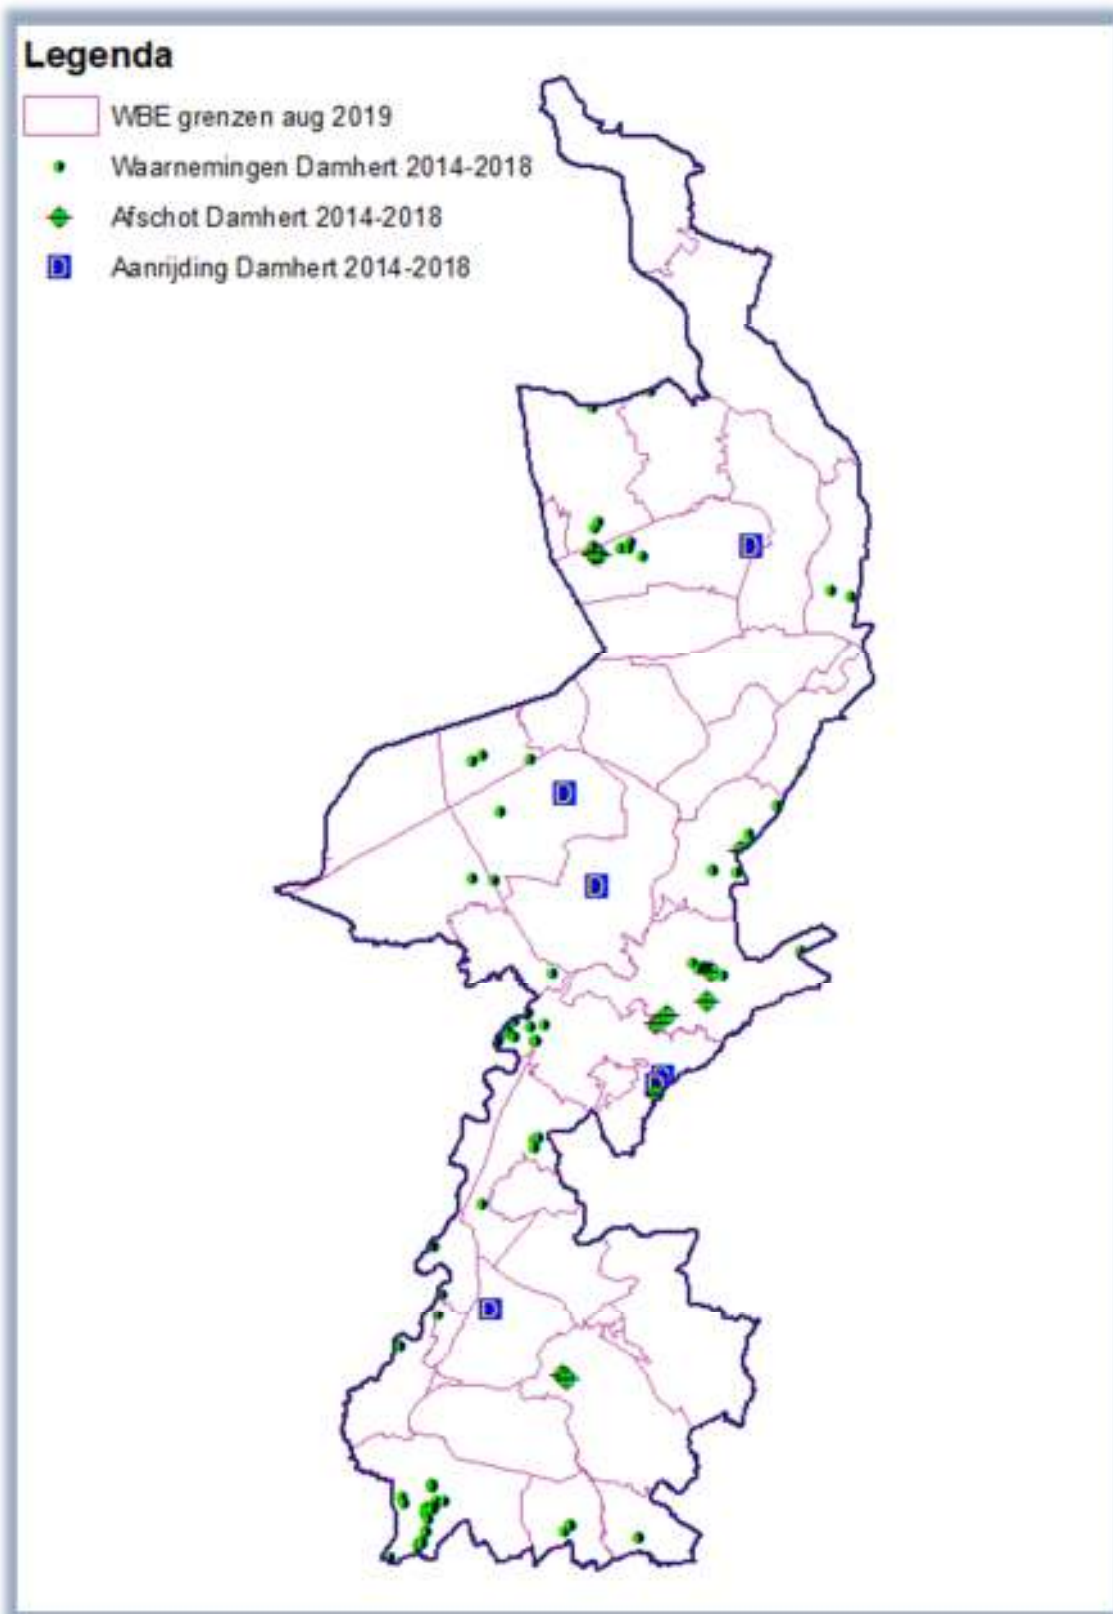 Legenda
WBE grenzen aug 2019
Waarnemingen Damhert 2014-2018
Afschot Damhert 2014-2018
D Aanrijding Damhert 2014-2018
D
D
D
D
D
D